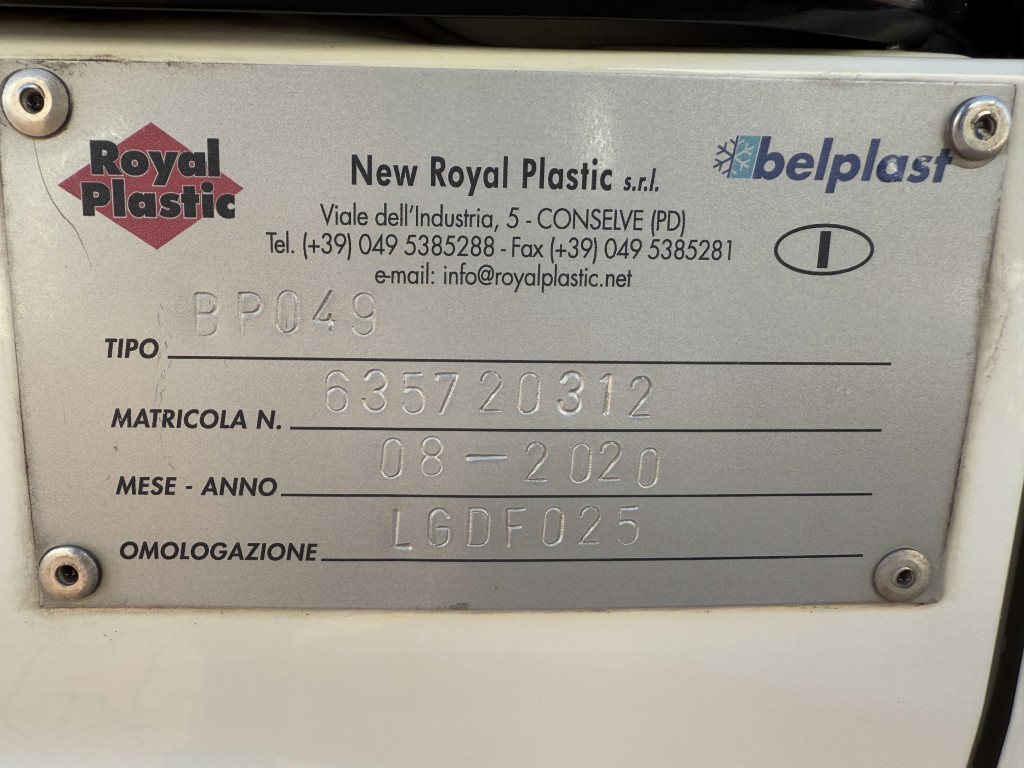 Royal
Plastic
New Royal Plastic s.r.l.
belplast
Viale dell'Industria, 5 - CONSELVE (PD)
Tel. (+39) 049 5385288 - Fax (+39) 049 5385281
I
e-mail: info@royalplastic.net
TIPO BP049
MATRICOLA N. 635720312
MESE - ANNO 08-2020
OMOLOGAZIONE LGDF025